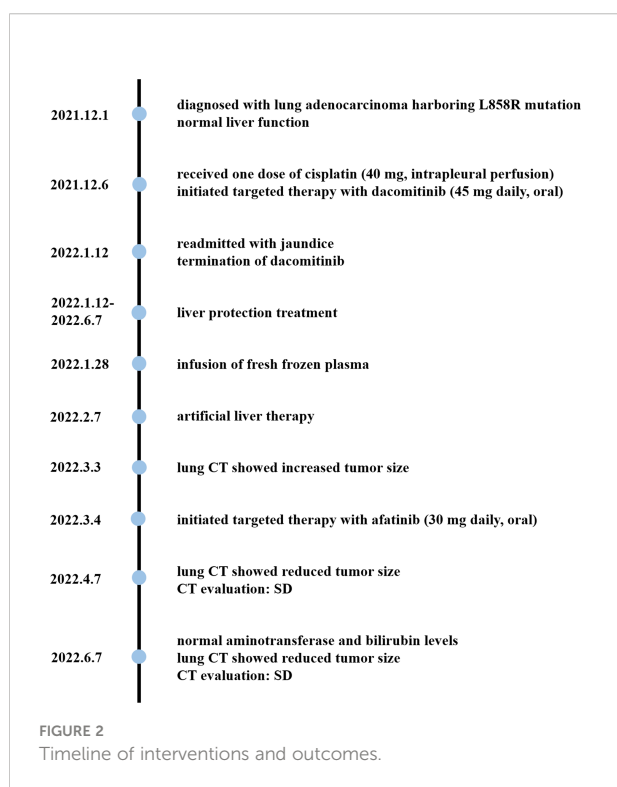 2021.12.1
diagnosed with lung adenocarcinoma harboring L858R mutation
normal liver function
2021.12.6
received one dose of cisplatin (40 mg, intrapleural perfusion)
initiated targeted therapy with dacomitinib (45 mg daily, oral)
2022.1.12
readmitted with jaundice
termination of dacomitinib
2022.1.12-
2022.6.7
liver protection treatment
2022.1.28
infusion of fresh frozen plasma
2022.2.7
artificial liver therapy
2022.3.3
lung CT showed increased tumor size
2022.3.4
initiated targeted therapy with afatinib (30 mg daily, oral)
2022.4.7
lung CT showed reduced tumor size
CT evaluation: SD
2022.6.7
normal aminotransferase and bilirubin levels
lung CT showed reduced tumor size
CT evaluation: SD
FIGURE 2
Timeline of interventions and outcomes.